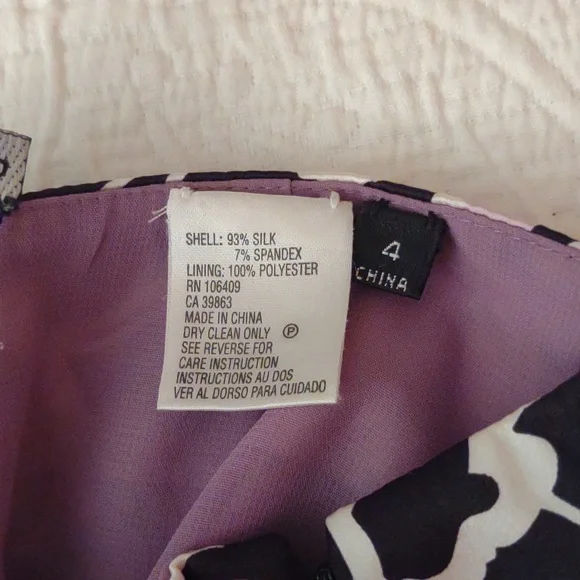 SHELL: 93% SILK
7% SPANDEX
LINING: 100% POLYESTER
RN 106409
CA 39863
MADE IN CHINA
DRY CLEAN ONLY Ⓟ
SEE REVERSE FOR
CARE INSTRUCTION
INSTRUCTIONS AU DOS
VER AL DORSO PARA CUIDADO
4
CHINA